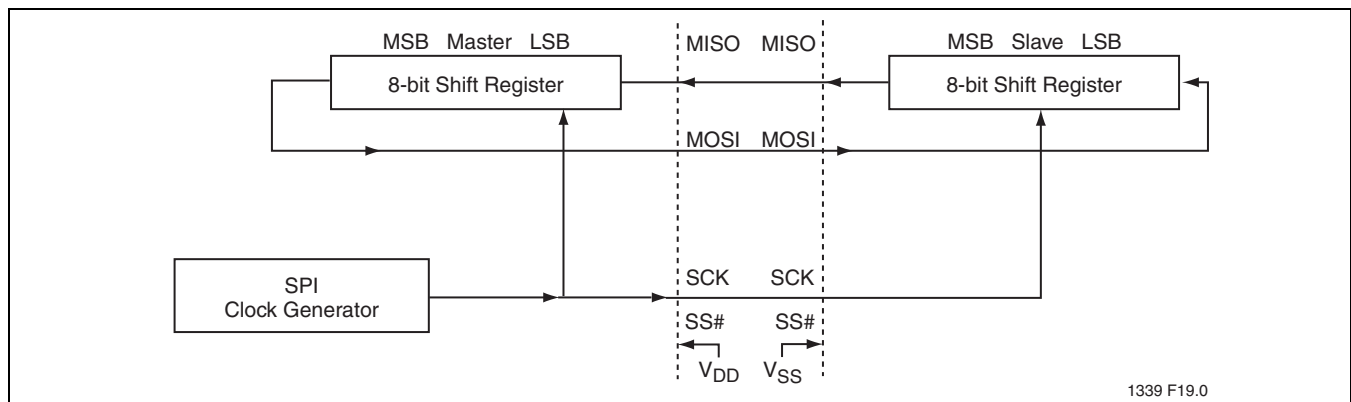 MSB Master LSB
MISO MISO
MSB Slave LSB
8-bit Shift Register
8-bit Shift Register
MOSI MOSI
SPI
Clock Generator
SCK SCK
SS# SS#
VDD VSS
1339 F19.0